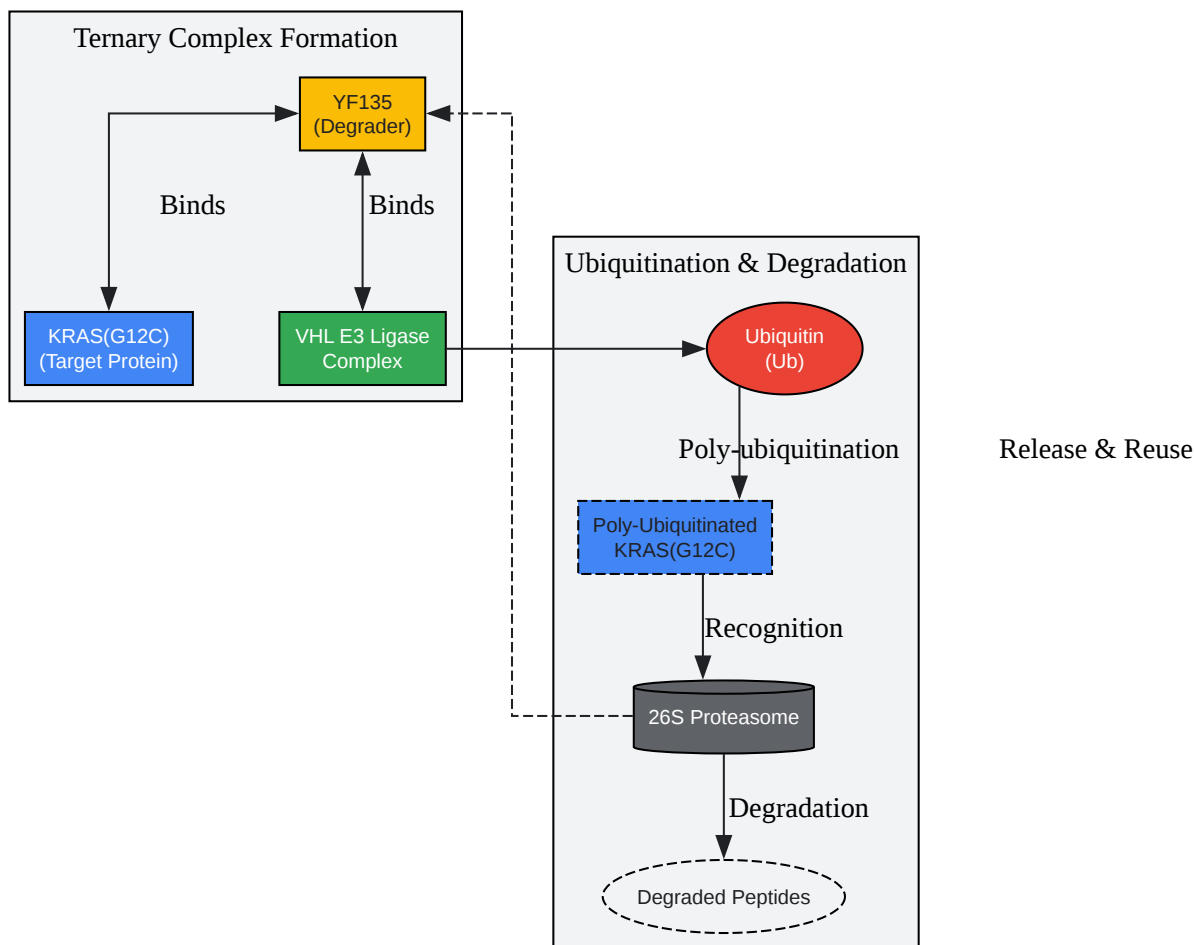 Ternary Complex Formation
YF135
(Degrader)
Binds
Binds
KRAS(G12C)
(Target Protein)
VHL E3 Ligase
Complex
Ubiquitination & Degradation
Ubiquitin
(Ub)
Poly-ubiquitination
Release & Reuse
Poly-Ubiquitinated
KRAS(G12C)
Recognition
26S Proteasome
Degradation
Degraded Peptides